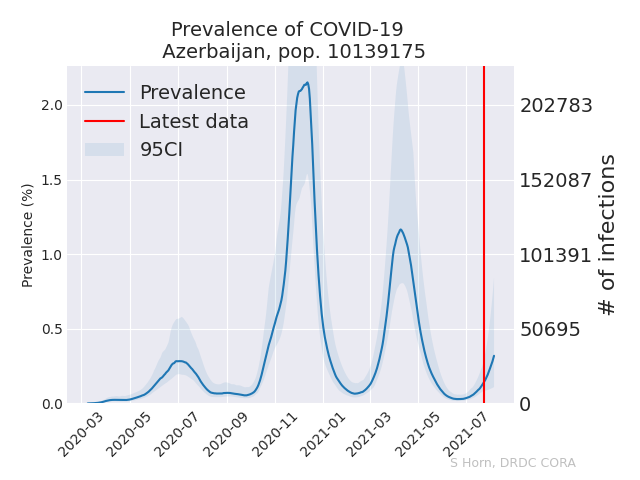 Prevalence of COVID-19
Azerbaijan, pop. 10139175
Prevalence
Latest data
95CI
Prevalence (%)
2.0
1.5
1.0
0.5
0.0
202783
152087
101391
50695
0
# of infections
2020-03
2020-05
2020-07
2020-09
2020-11
2021-01
2021-03
2021-05
2021-07
S Horn, DRDC CORA